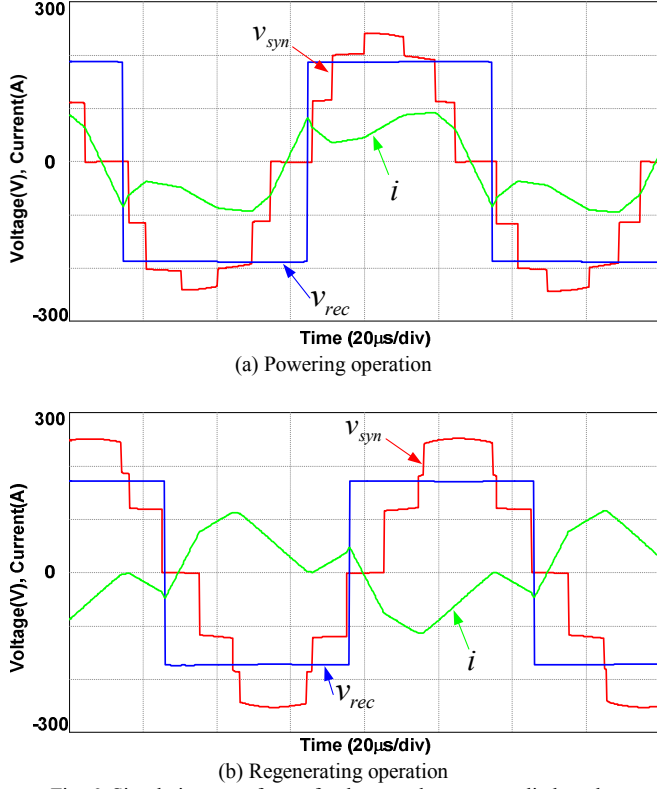 300
v_syn
i
0
Voltage(V), Current(A)
v_rec
-300
Time (20μs/div)
(a) Powering operation
300
v_syn
0
Voltage(V), Current(A)
i
v_rec
-300
Time (20μs/div)
(b) Regenerating operation